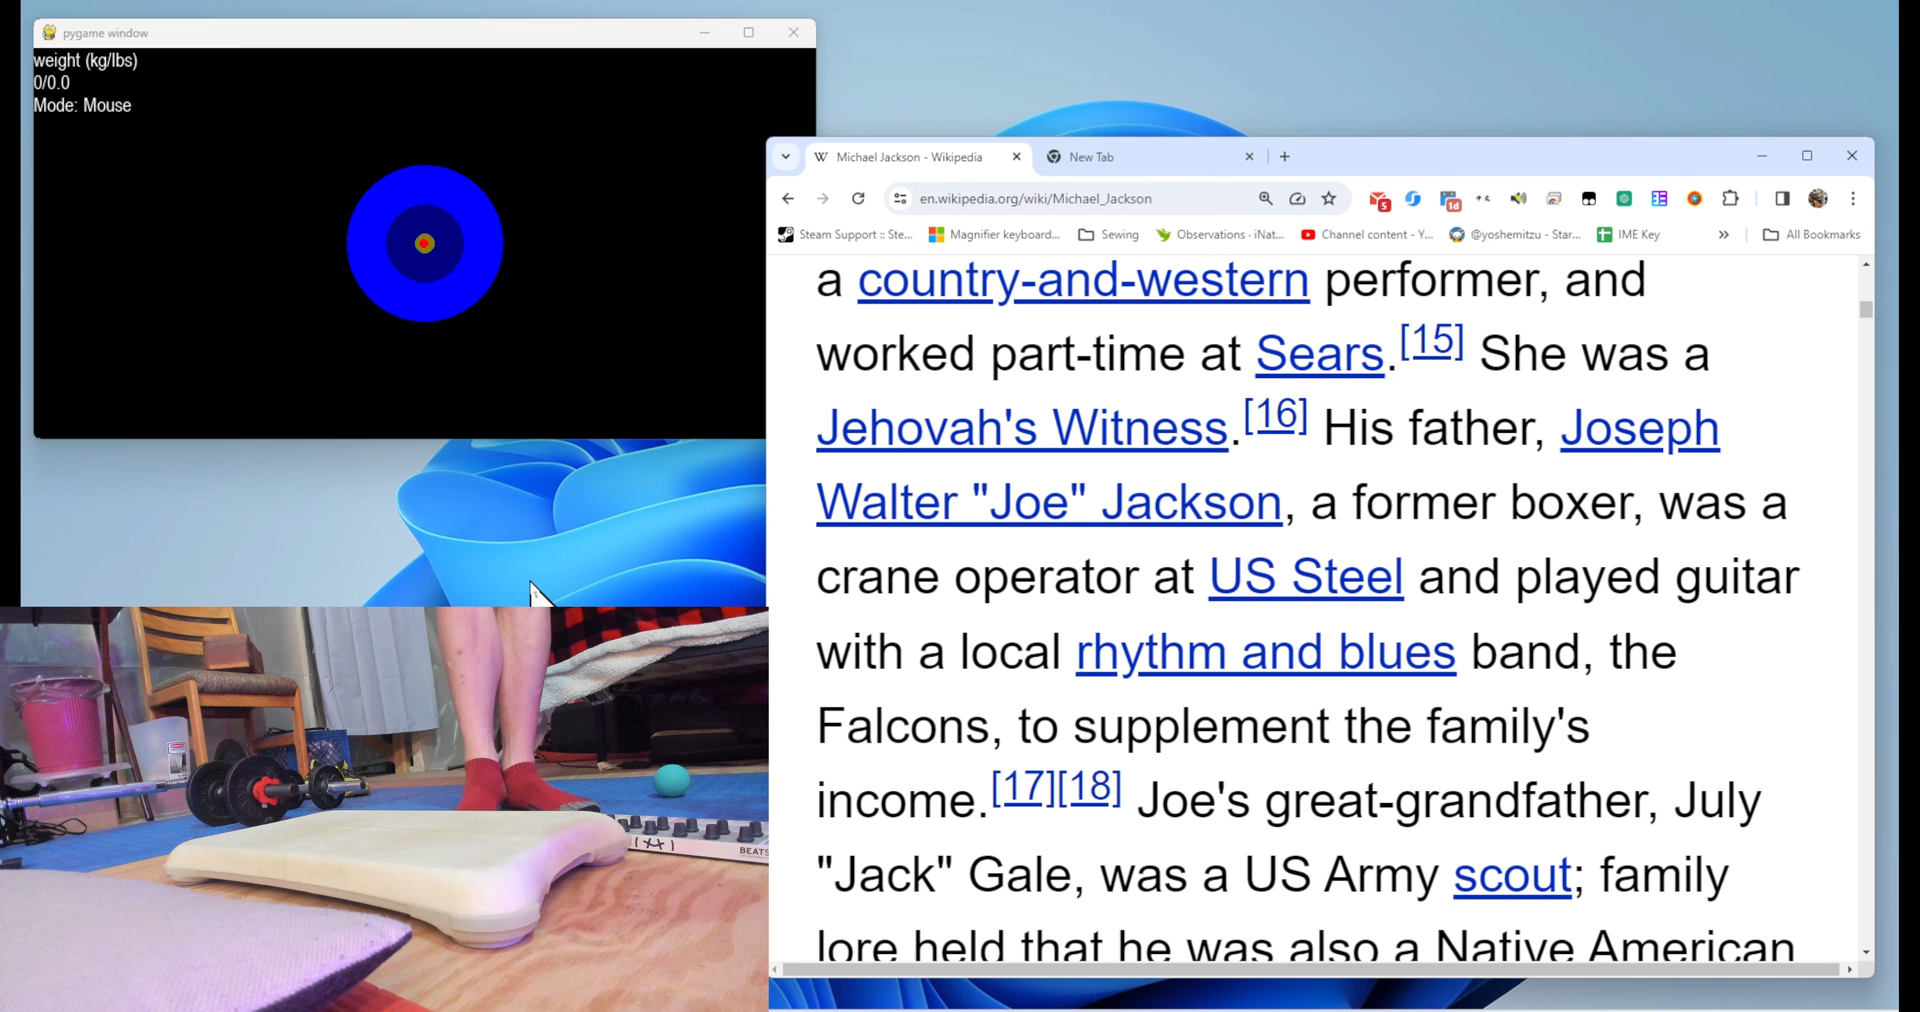 pygame window
weight (kg/lbs)
0/0.0
Mode: Mouse
Michael Jackson - Wikipedia
New Tab
en.wikipedia.org/wiki/Michael_Jackson
5
1d
Steam Support :: Ste...
Magnifier keyboard...
Sewing
Observations · iNat...
Channel content - Y...
@yoshemitzu - Star...
IME Key
All Bookmarks
a country-and-western performer, and
worked part-time at Sears.[15] She was a
Jehovah's Witness.[16] His father, Joseph
Walter "Joe" Jackson, a former boxer, was a
crane operator at US Steel and played guitar
with a local rhythm and blues band, the
Falcons, to supplement the family's
income.[17][18] Joe's great-grandfather, July
"Jack" Gale, was a US Army scout; family
lore held that he was also a Native American
BEATS